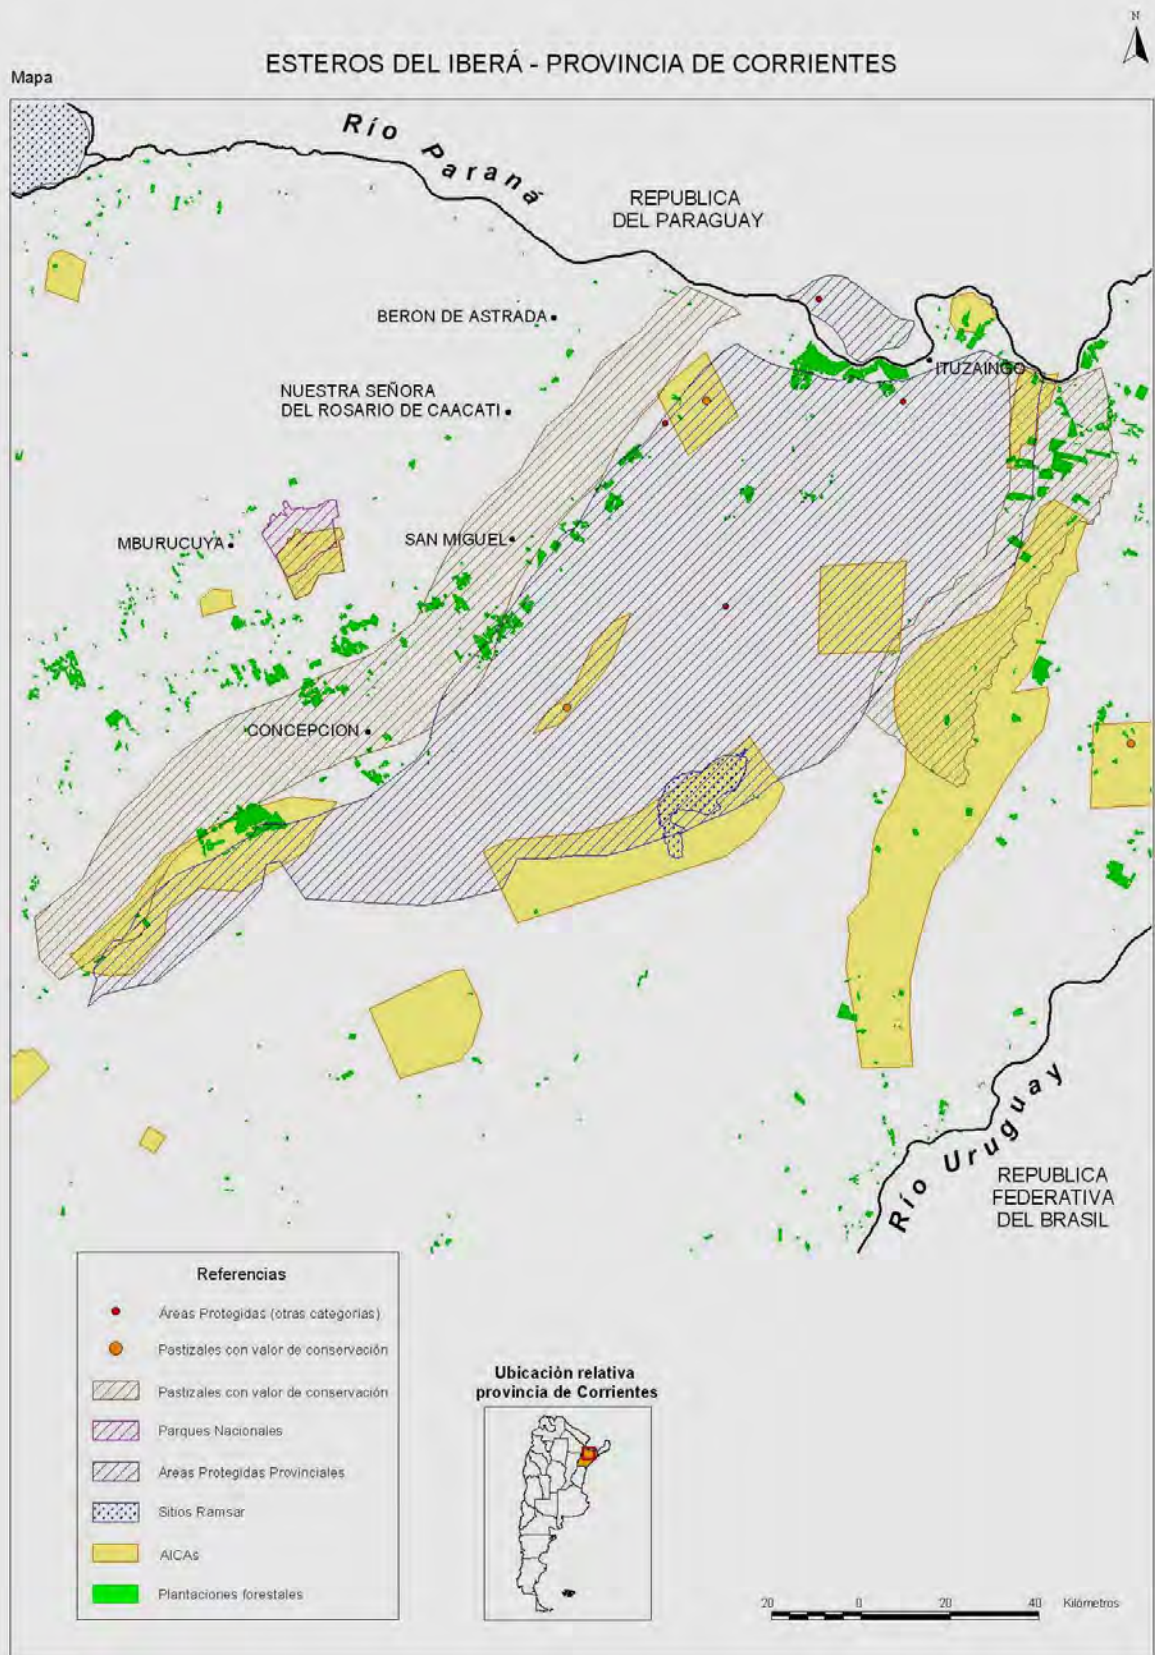 N
ESTEROS DEL IBERÁ - PROVINCIA DE CORRIENTES
Mapa
Río Paraná
REPUBLICA
DEL PARAGUAY
BERON DE ASTRADA
ITUZAINGO
NUESTRA SEÑORA
DEL ROSARIO DE CAACATI
MBURUCUYA
SAN MIGUEL
CONCEPCION
Río Uruguay
REPUBLICA
FEDERATIVA
DEL BRASIL
Referencias
Áreas Protegidas (otras categorías)
Pastizales con valor de conservación
Pastizales con valor de conservación
Parques Nacionales
Areas Protegidas Provinciales
Sitios Ramsar
AICAs
Plantaciones forestales
Ubicación relativa
provincia de Corrientes
20 0 20 40 Kilómetros